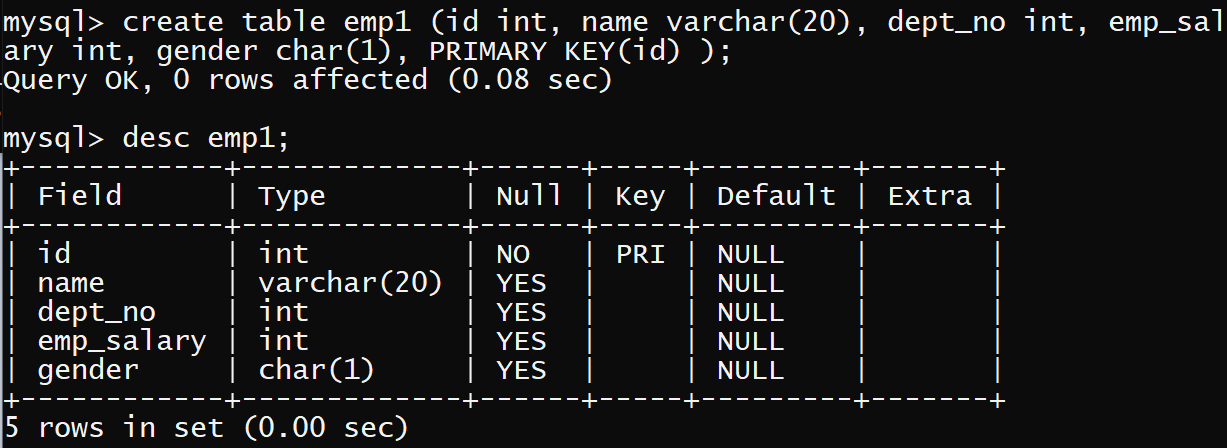 mysql> create table emp1 (id int, name varchar(20), dept_no int, emp_sal
ary int, gender char(1), PRIMARY KEY(id) );
Query OK, 0 rows affected (0.08 sec)

mysql> desc emp1;
+------------+-------------+------+-----+---------+-------+
| Field      | Type        | Null | Key | Default | Extra |
+------------+-------------+------+-----+---------+-------+
| id         | int         | NO   | PRI | NULL    |       |
| name       | varchar(20) | YES  |     | NULL    |       |
| dept_no    | int         | YES  |     | NULL    |       |
| emp_salary | int         | YES  |     | NULL    |       |
| gender     | char(1)     | YES  |     | NULL    |       |
+------------+-------------+------+-----+---------+-------+
5 rows in set (0.00 sec)